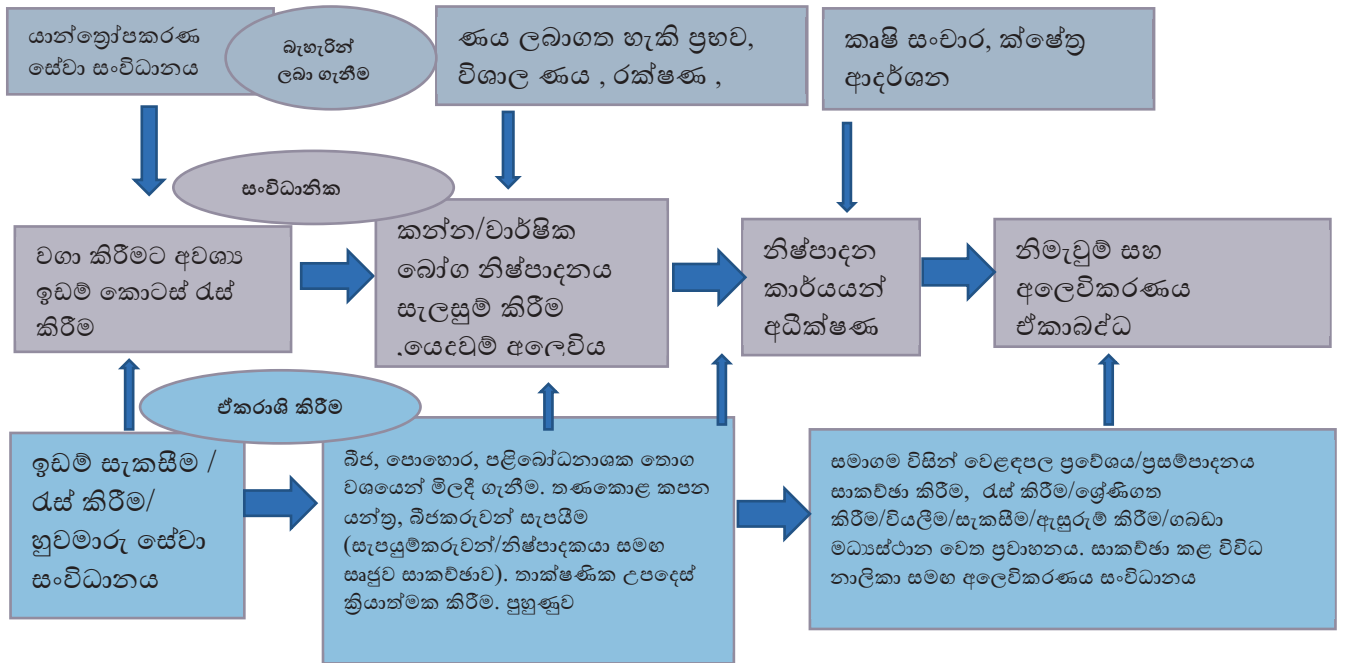 යාන්ත්‍රෝපකරණ
සේවා සංවිධානය
බැහැරින්
ලබා ගැනීම
ණය ලබාගත හැකි ප්‍රභව,
විශාල ණය , රක්ෂණ ,
කෘෂි සංචාර, ක්ෂේත්‍ර
ආදර්ශන
සංවිධානික
වගා කිරීමට අවශ්‍ය
ඉඩම් කොටස් රැස්
කිරීම
කන්න/වාර්ෂික
බෝග නිෂ්පාදනය
සැලසුම් කිරීම
.යෙදවුම් අලෙවිය
නිෂ්පාදන
කාර්යයන්
අධීක්ෂණ
නිමැවුම් සහ
අලෙවිකරණය
ඒකාබද්ධ
ඒකරාශි කිරීම
ඉඩම් සැකසීම /
රැස් කිරීම/
හුවමාරු සේවා
සංවිධානය
බීජ, පොහොර, පළිබෝධනාශක තොග
වශයෙන් මිලදී ගැනීම. තණකොළ කපන
යන්ත්‍ර, බීජකරුවන් සැපයීම
(සැපයුම්කරුවන්/නිෂ්පාදකයා සමඟ
සෘජුව සාකච්ඡාව). තාක්ෂණික උපදෙස්
ක්‍රියාත්මක කිරීම. පුහුණුව
සමාගම විසින් වෙළඳපල ප්‍රවේශය/ප්‍රසම්පාදනය
සාකච්ඡා කිරීම, රැස් කිරීම/ශ්‍රේණිගත
කිරීම/වියලීම/සැකසීම/ඇසුරුම් කිරීම/ගබඩා
මධ්‍යස්ථාන වෙත ප්‍රවාහනය. සාකච්ඡා කළ විවිධ
නාලිකා සමඟ අලෙවිකරණය සංවිධානය